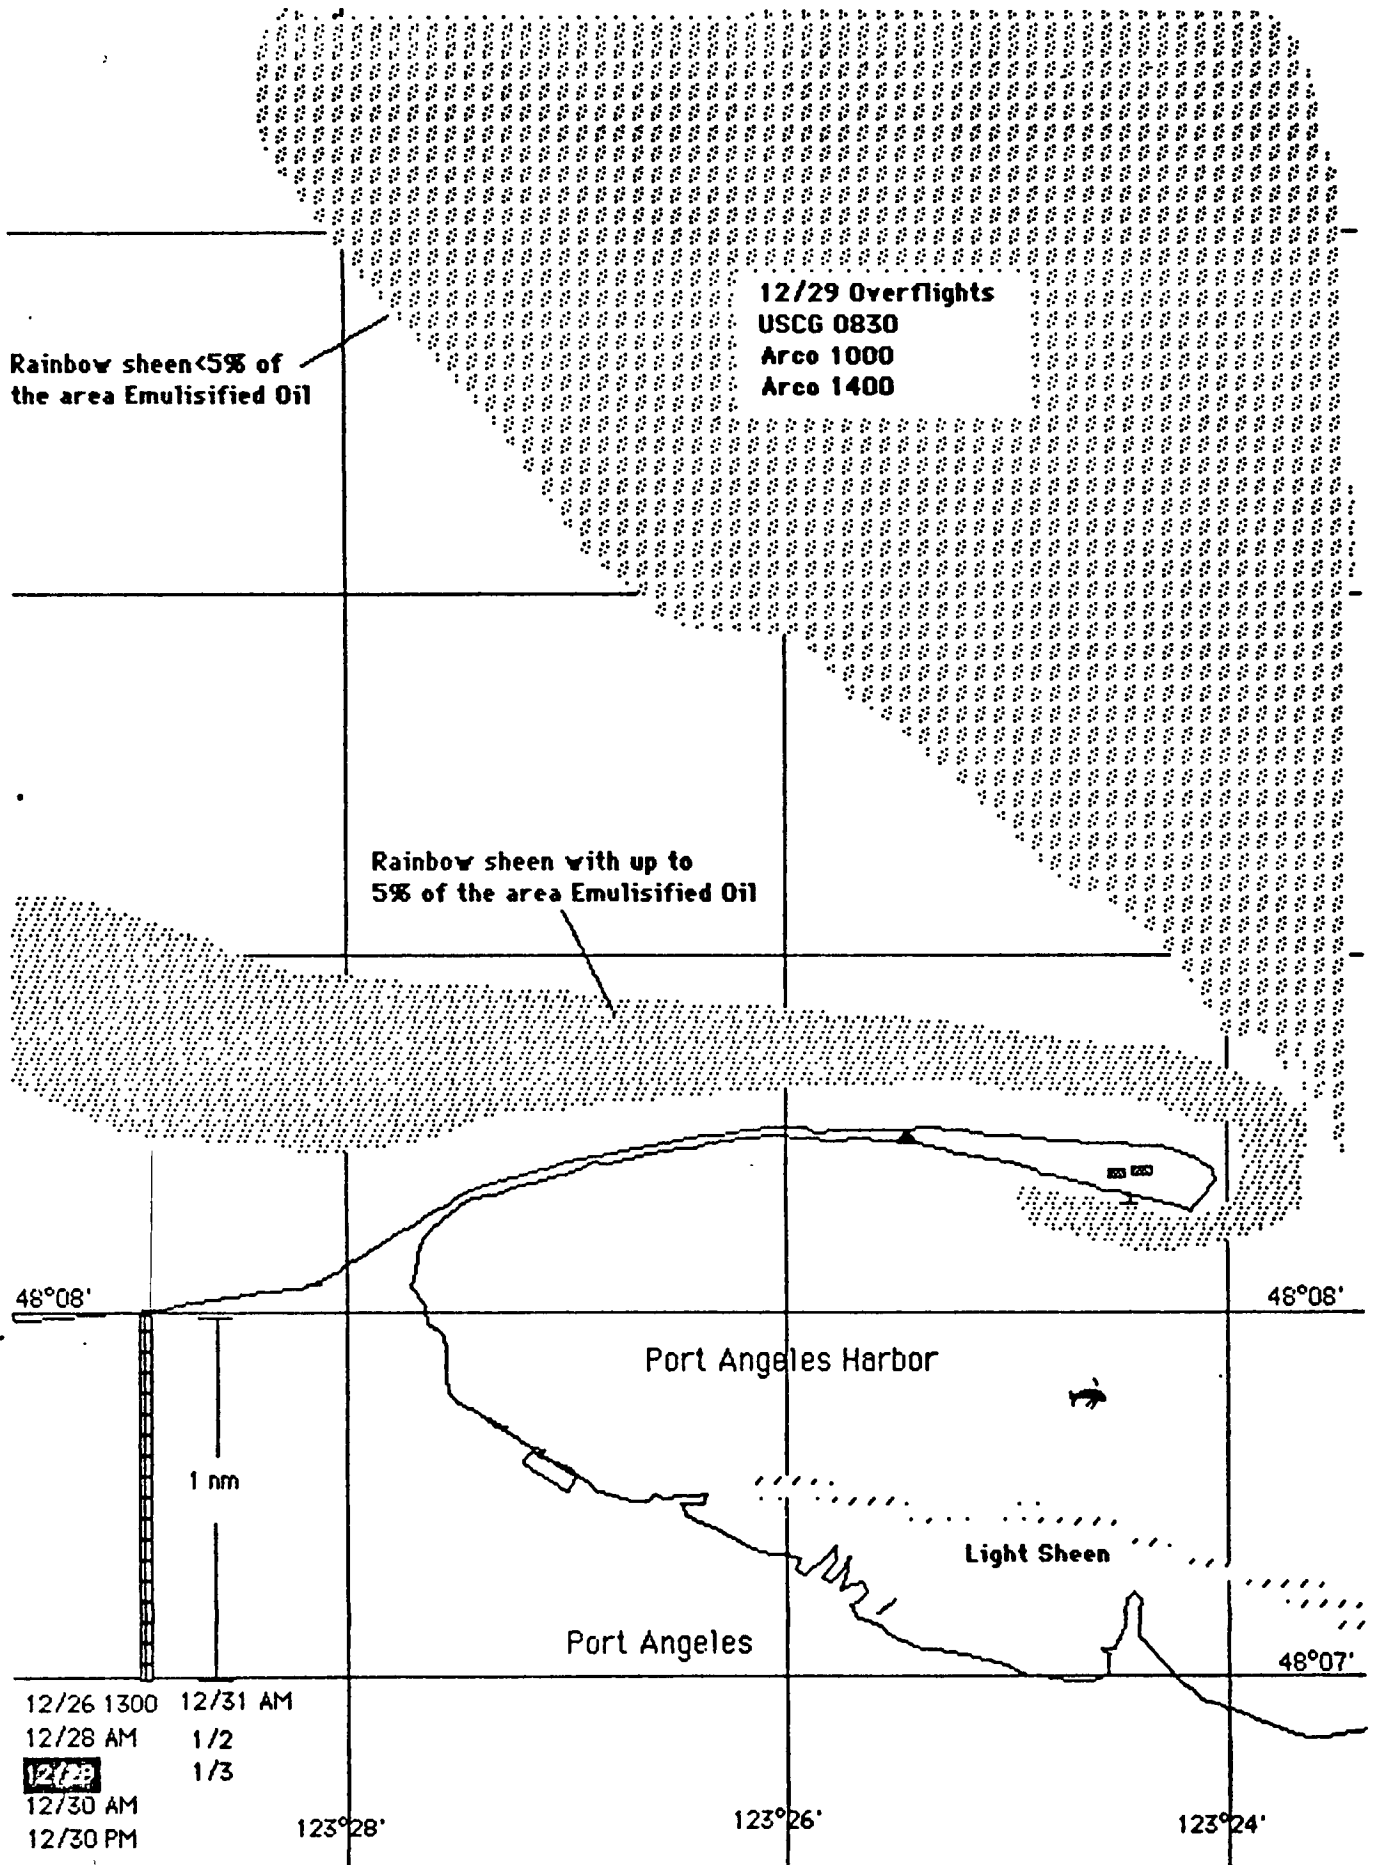 12/29 Overflights
USCG 0830
Arco 1000
Arco 1400
Rainbow sheen<5% of
the area Emulisified Oil
Rainbow sheen with up to
5% of the area Emulisified Oil
48°08'
48°08'
Port Angeles Harbor
1 nm
Light Sheen
Port Angeles
48°07'
12/26 1300 12/31 AM
12/28 AM 1/2
12/29 1/3
12/30 AM
12/30 PM
123°28'
123°26'
123°24'